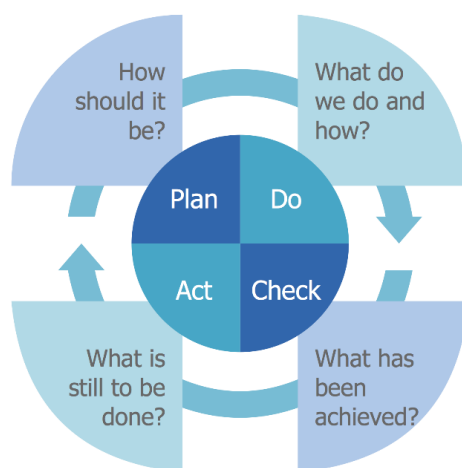 How
should it
be?
What do
we do and
how?
Plan
Do
Act
Check
What is
still to be
done?
What has
been
achieved?